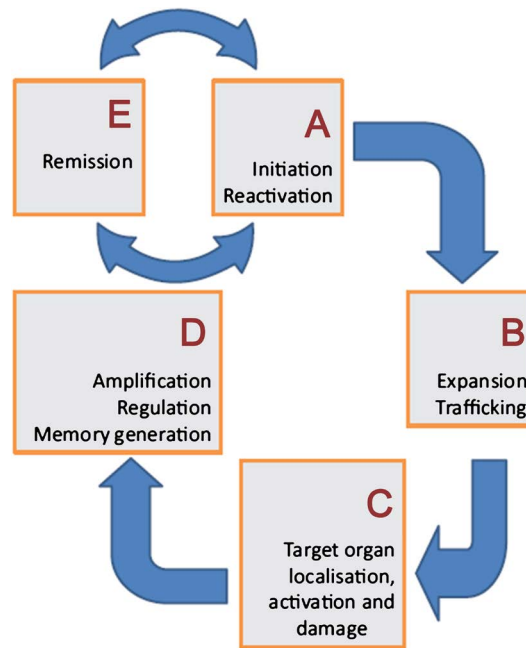 E
Remission
A
Initiation
Reactivation
B
Expansion
Trafficking
C
Target organ
localisation,
activation and
damage
D
Amplification
Regulation
Memory generation